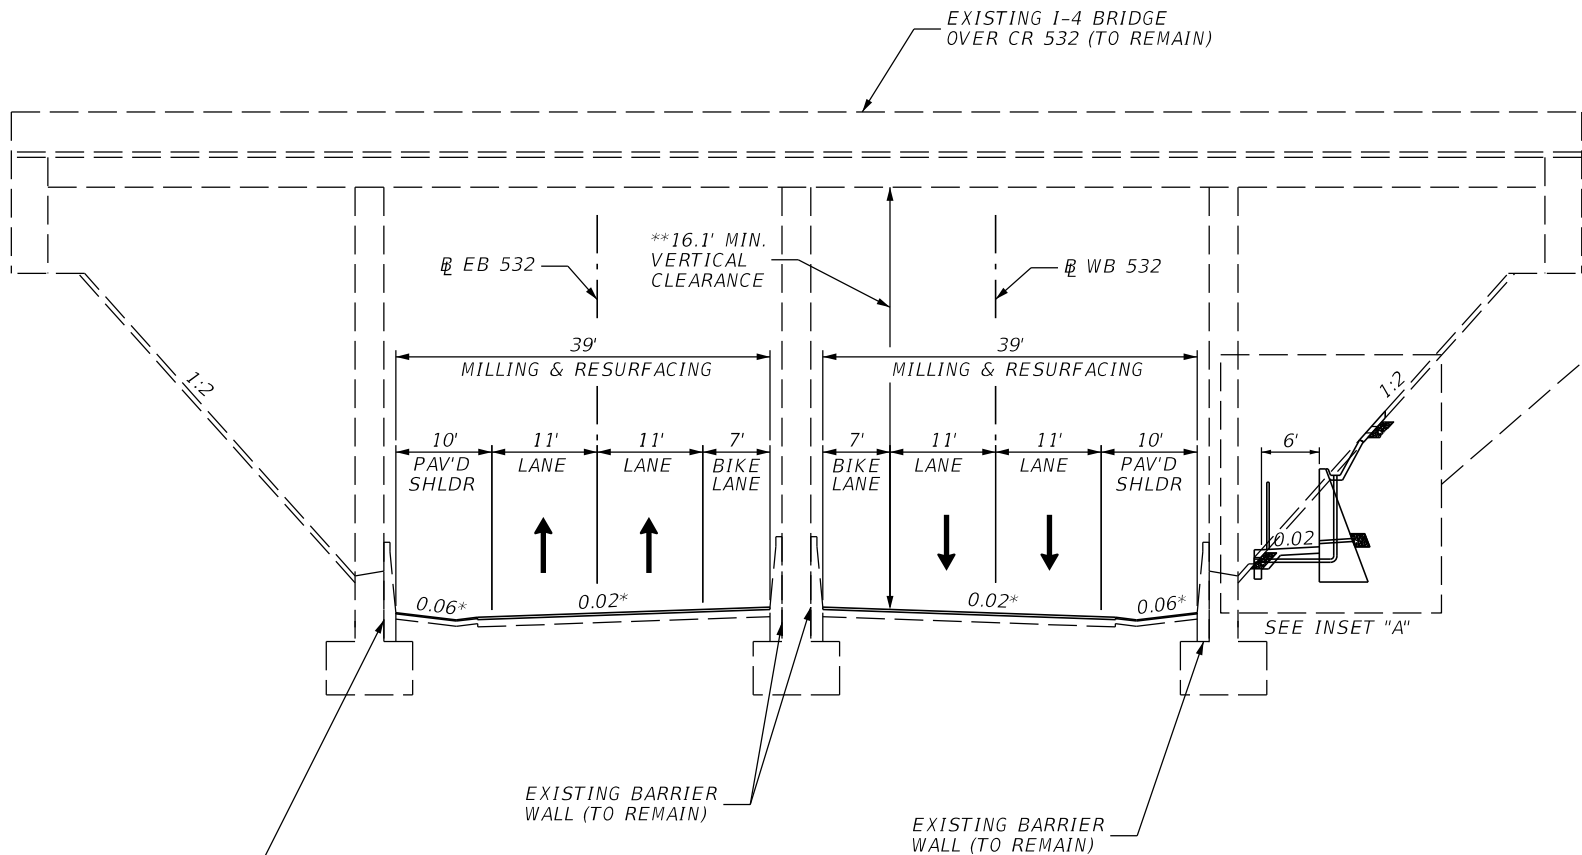 EXISTING I-4 BRIDGE
OVER CR 532 (TO REMAIN)
**16.1' MIN.
VERTICAL
CLEARANCE
BL EB 532
BL WB 532
39'
MILLING & RESURFACING
39'
MILLING & RESURFACING
1:2
1:2
10'
PAV'D
SHLDR
11'
LANE
11'
LANE
7'
BIKE
LANE
7'
BIKE
LANE
11'
LANE
11'
LANE
10'
PAV'D
SHLDR
6'
0.02
0.06*
0.02*
0.02*
0.06*
SEE INSET "A"
EXISTING BARRIER
WALL (TO REMAIN)
EXISTING BARRIER
WALL (TO REMAIN)